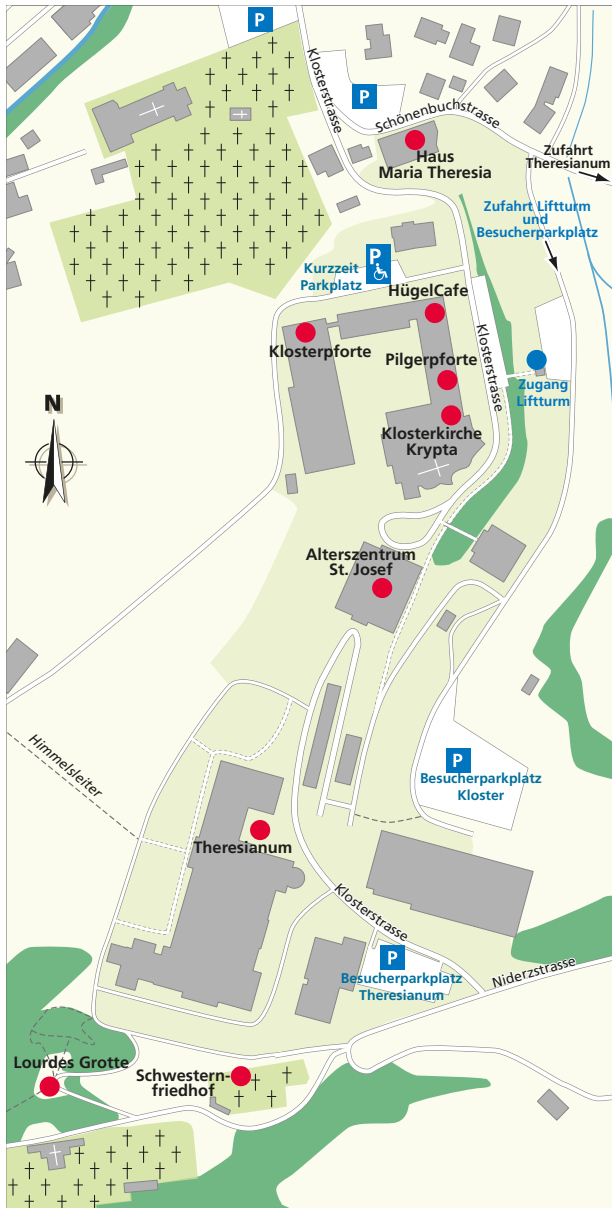 P
P
Klosterstrasse
Schönenbuchstrasse
Haus
Maria Theresia
Zufahrt
Theresianum
Zufahrt Liftturm
und
Besucherparkplatz
P
Kurzzeit
Parkplatz
HügelCafe
Klosterpforte
Pilgerpforte
Klosterstrasse
Zugang
Liftturm
Klosterkirche
Krypta
N
Alterszentrum
St. Josef
Himmelsleiter
P
Besucherparkplatz
Kloster
Theresianum
Klosterstrasse
P
Besucherparkplatz
Theresianum
Niderzstrasse
Lourdes Grotte
Schwestern-
friedhof